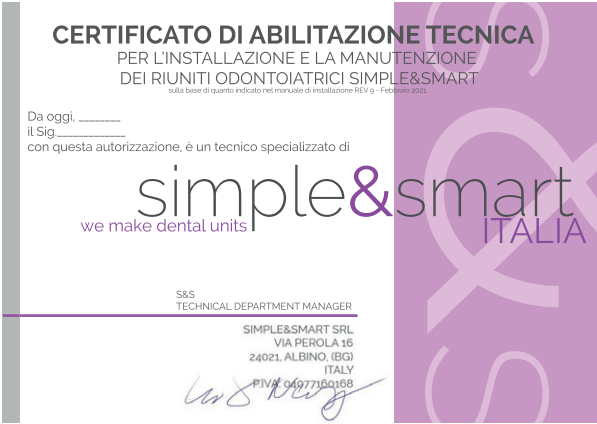 CERTIFICATO DI ABILITAZIONE TECNICA
PER L'INSTALLAZIONE E LA MANUTENZIONE
DEI RIUNITI ODONTOIATRICI SIMPLE&SMART
sulla base di quanto indicato nel manuale di installazione REV 9 - Febbraio 2021
Da oggi, ________
il Sig._____________
con questa autorizzazione, è un tecnico specializzato di
simple&smart
we make dental units
ITALIA
S&S
TECHNICAL DEPARTMENT MANAGER
SIMPLE&SMART SRL
VIA PEROLA 16
24021, ALBINO, (BG)
ITALY
P.IVA: 04077160168